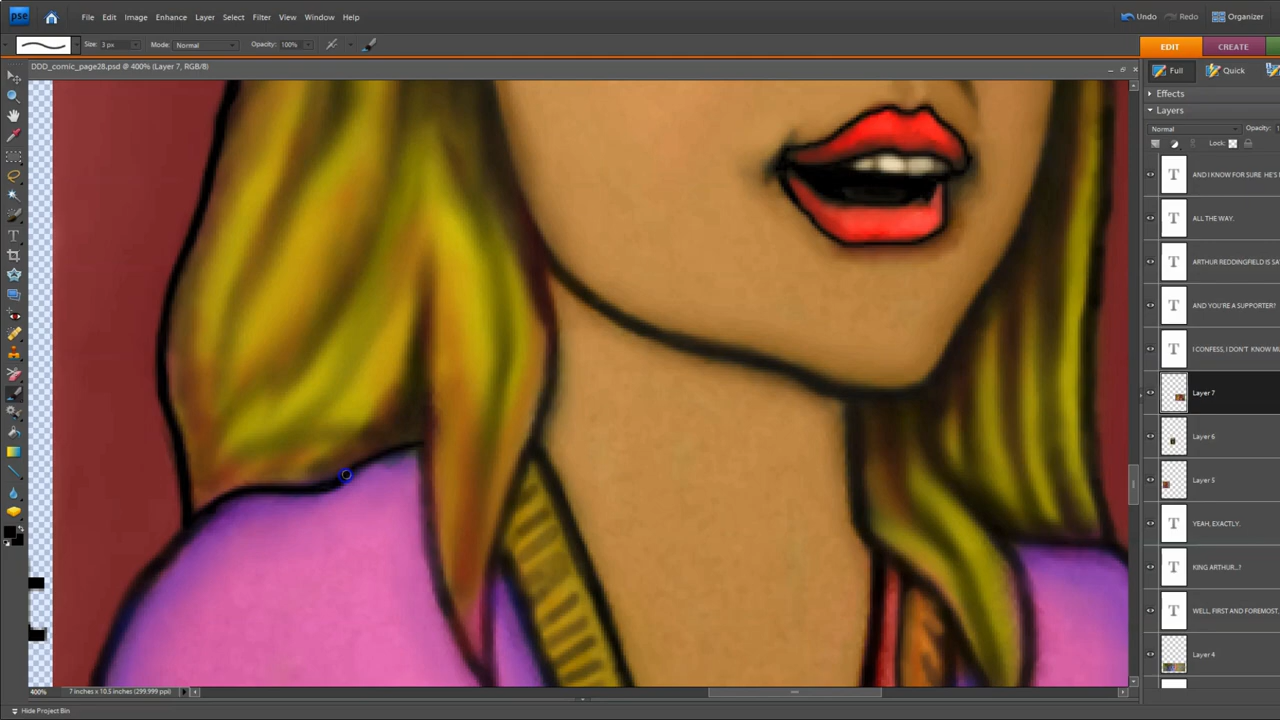 pse File Edit Image Enhance Layer Select Filter View Window Help Undo Redo Organizer
Size: 3 px Mode: Normal Opacity: 100% EDIT CREATE
DDD_comic_page28.psd @ 400% (Layer 7, RGB/8) Full Quick
Effects
Layers
Normal Opacity: 1
Lock:
T AND I KNOW FOR SURE HE'S
T ALL THE WAY.
T ARTHUR REDDINGFIELD IS SA
T AND YOU'RE A SUPPORTER?
T I CONFESS, I DON'T KNOW MU
Layer 7
Layer 6
Layer 5
T YEAH, EXACTLY.
T KING ARTHUR...?
T WELL, FIRST AND FOREMOST,
Layer 4
400% 7 inches x 10.5 inches (299.999 ppi)
Hide Project Bin